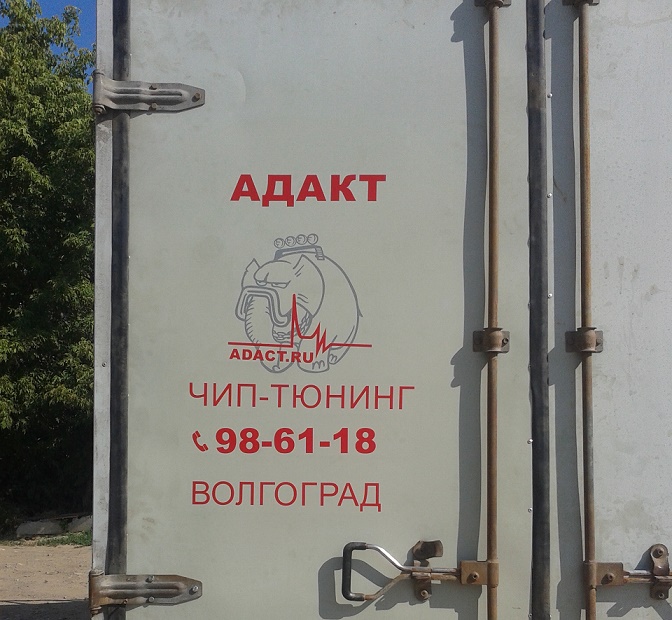 АДАКТ
ADACT.RU
ЧИП-ТЮНИНГ
98-61-18
ВОЛГОГРАД